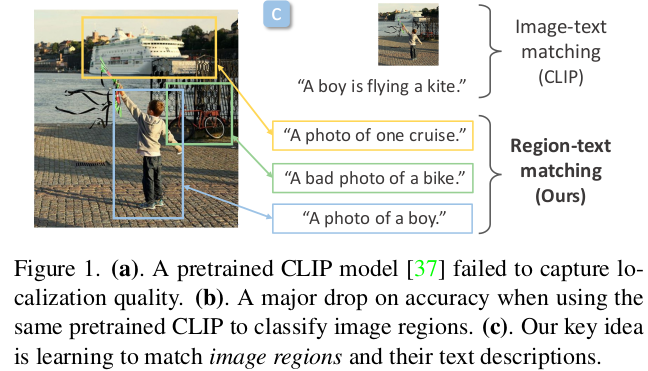 C
Image-text
matching
(CLIP)
“A boy is flying a kite.”
“A photo of one cruise.”
“A bad photo of a bike.”
“A photo of a boy.”
Region-text
matching
(Ours)
Figure 1. (a). A pretrained CLIP model [37] failed to capture lo-
calization quality. (b). A major drop on accuracy when using the
same pretrained CLIP to classify image regions. (c). Our key idea
is learning to match image regions and their text descriptions.